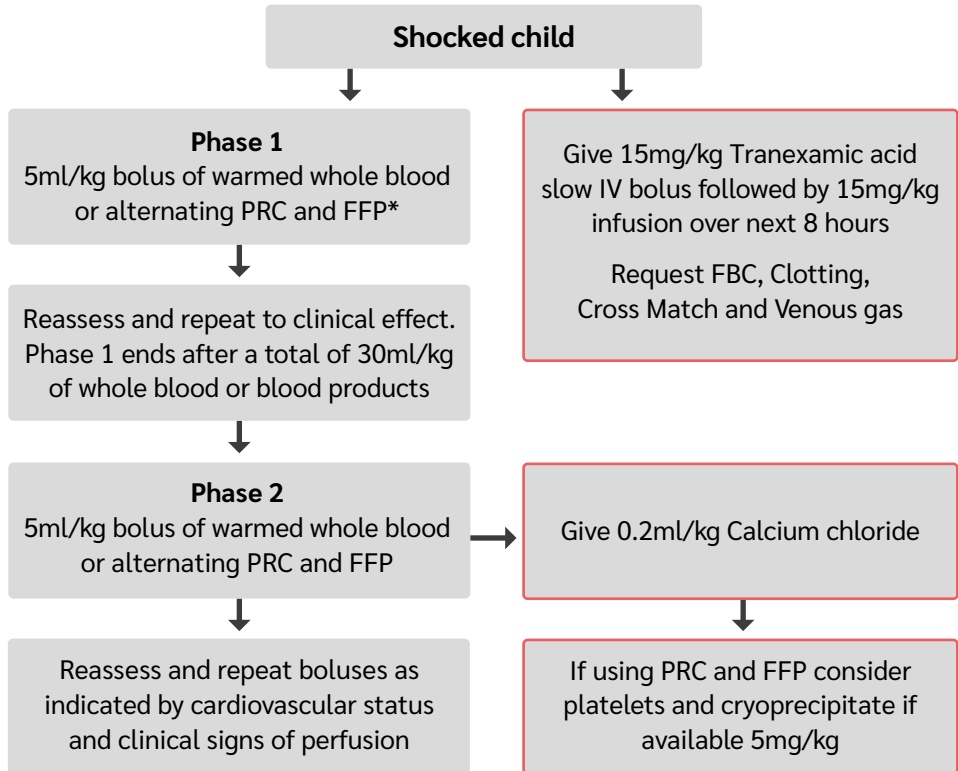 Shocked child
Phase 1
5ml/kg bolus of warmed whole blood
or alternating PRC and FFP*
Give 15mg/kg Tranexamic acid
slow IV bolus followed by 15mg/kg
infusion over next 8 hours
Request FBC, Clotting,
Cross Match and Venous gas
Reassess and repeat to clinical effect.
Phase 1 ends after a total of 30ml/kg
of whole blood or blood products
Phase 2
5ml/kg bolus of warmed whole blood
or alternating PRC and FFP
Give 0.2ml/kg Calcium chloride
Reassess and repeat boluses as
indicated by cardiovascular status
and clinical signs of perfusion
If using PRC and FFP consider
platelets and cryoprecipitate if
available 5mg/kg